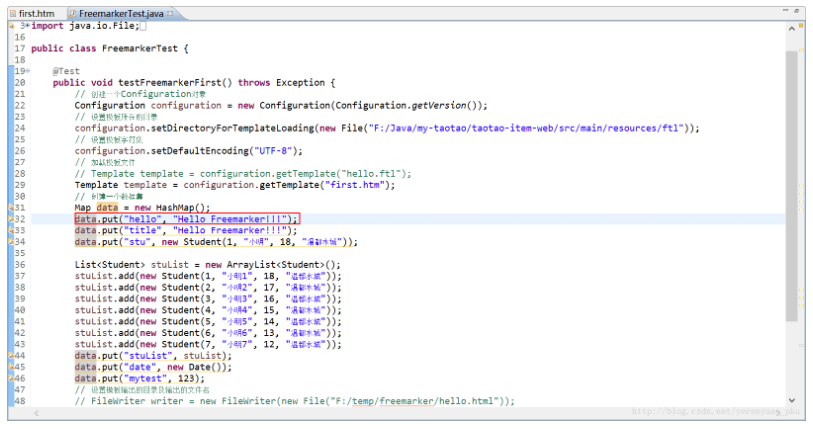 first.htm FreemarkerTest.java
3 import java.io.File;
16
17 public class FreemarkerTest {
18
19 @Test
20 public void testFreemarkerFirst() throws Exception {
21 // 创建一个Configuration对象
22 Configuration configuration = new Configuration(Configuration.getVersion());
23 // 设置模板所在的目录
24 configuration.setDirectoryForTemplateLoading(new File("F:/Java/my-taotao/taotao-item-web/src/main/resources/ftl"));
25 // 设置模板字符集
26 configuration.setDefaultEncoding("UTF-8");
27 // 加载模板文件
28 // Template template = configuration.getTemplate("hello.ftl");
29 Template template = configuration.getTemplate("first.htm");
30 // 创建一个数据集
31 Map data = new HashMap();
32 data.put("hello", "Hello Freemarker!!!");
33 data.put("title", "Hello Freemarker!!!");
34 data.put("stu", new Student(1, "小明", 18, "温都水城"));
35
36 List<Student> stuList = new ArrayList<Student>();
37 stuList.add(new Student(1, "小明1", 18, "温都水城"));
38 stuList.add(new Student(2, "小明2", 17, "温都水城"));
39 stuList.add(new Student(3, "小明3", 16, "温都水城"));
40 stuList.add(new Student(4, "小明4", 15, "温都水城"));
41 stuList.add(new Student(5, "小明5", 14, "温都水城"));
42 stuList.add(new Student(6, "小明6", 13, "温都水城"));
43 stuList.add(new Student(7, "小明7", 12, "温都水城"));
44 data.put("stuList", stuList);
45 data.put("date", new Date());
46 data.put("mytest", 123);
47 // 设置模板输出的目录及输出的文件名
48 // FileWriter writer = new FileWriter(new File("F:/temp/freemarker/hello.html"));
http://blog.csdn.net/yerenyuan_pku